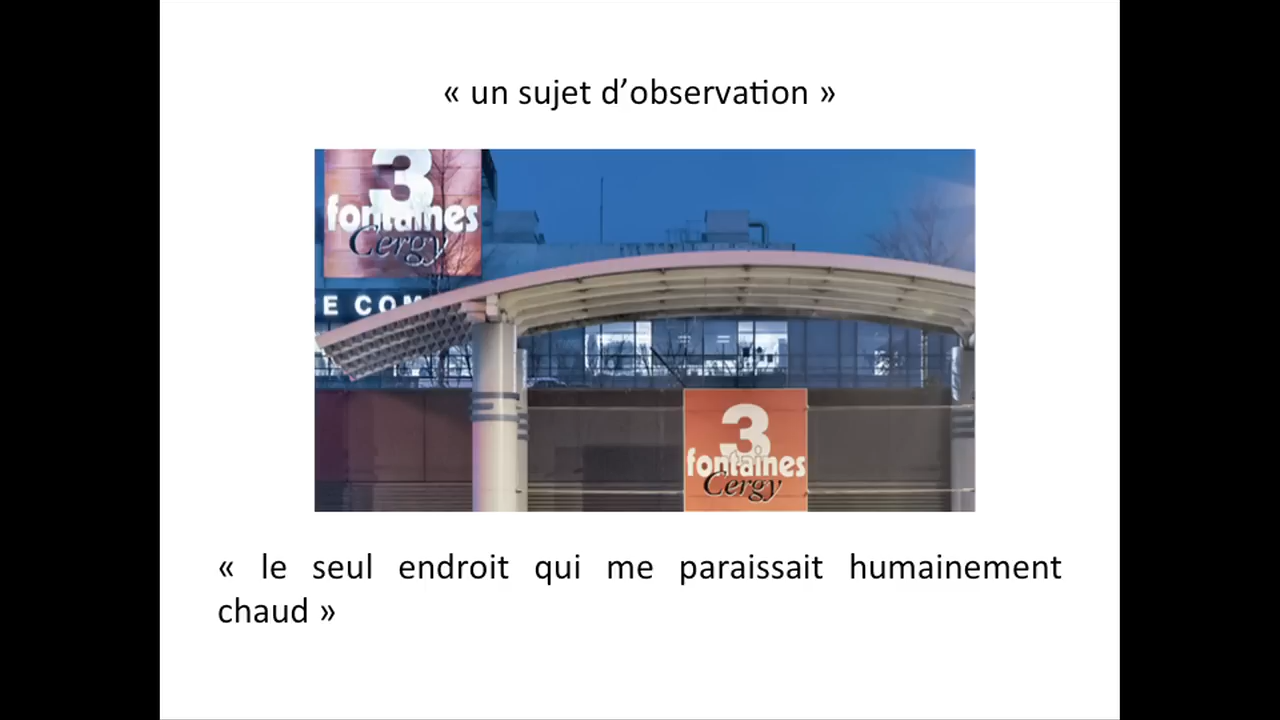 « un sujet d’observation »
3
fontaines
Cergy
E COM
3
fontaines
Cergy
« le seul endroit qui me paraissait humainement
chaud »